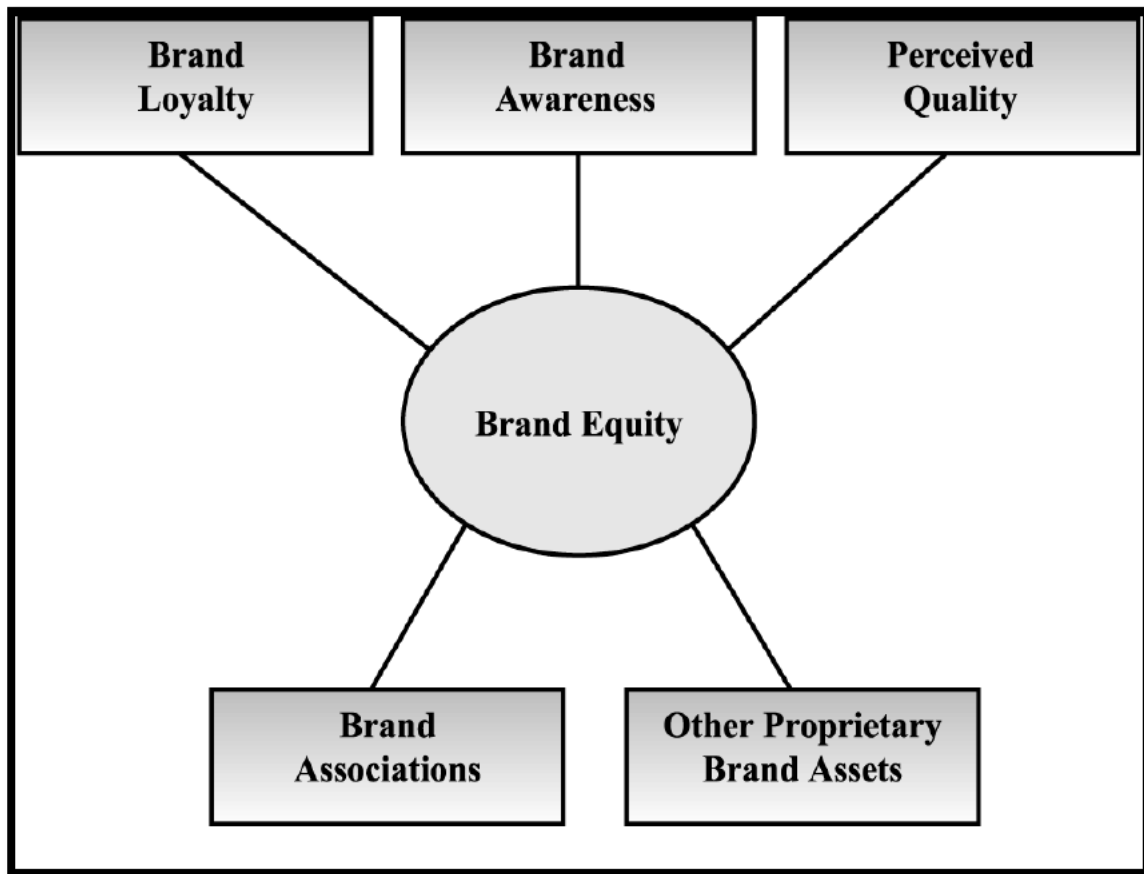 Brand
Loyalty
Brand
Awareness
Perceived
Quality
Brand Equity
Brand
Associations
Other Proprietary
Brand Assets